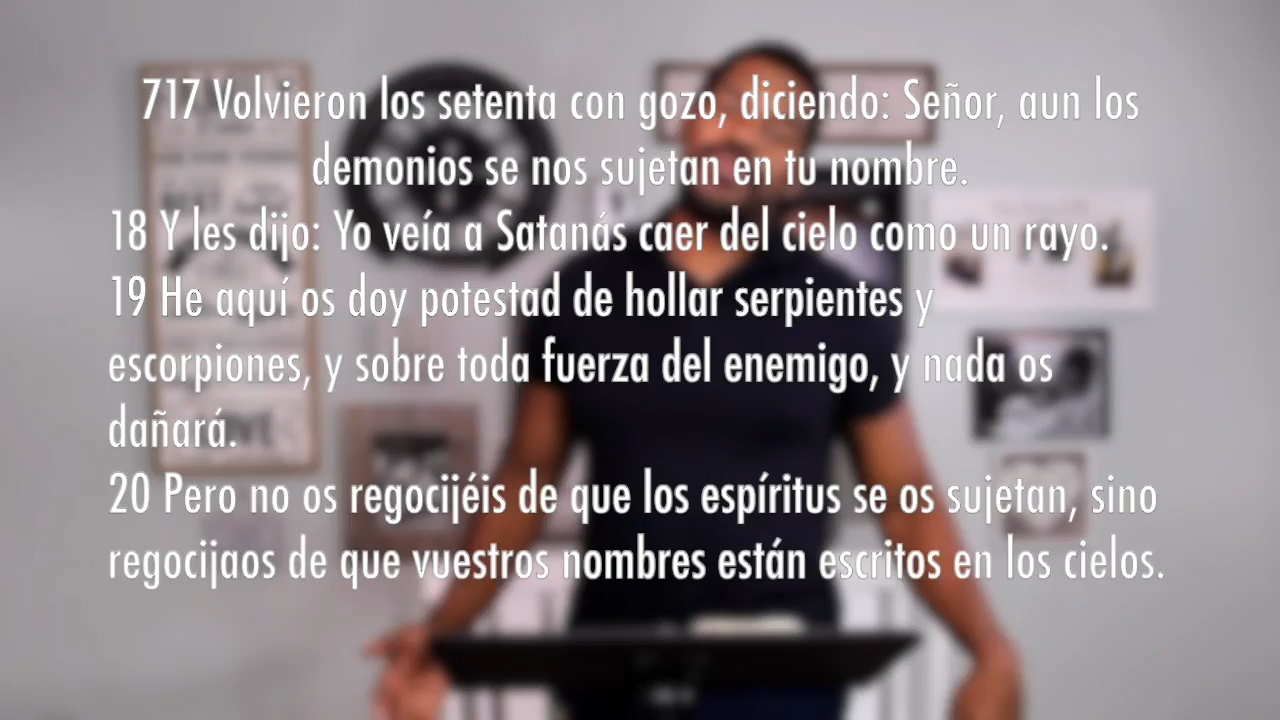 717 Volvieron los setenta con gozo, diciendo: Señor, aun los
demonios se nos sujetan en tu nombre.
18 Y les dijo: Yo veía a Satanás caer del cielo como un rayo.
19 He aquí os doy potestad de hollar serpientes y
escorpiones, y sobre toda fuerza del enemigo, y nada os
dañará.
20 Pero no os regocijéis de que los espíritus se os sujetan, sino
regocijaos de que vuestros nombres están escritos en los cielos.